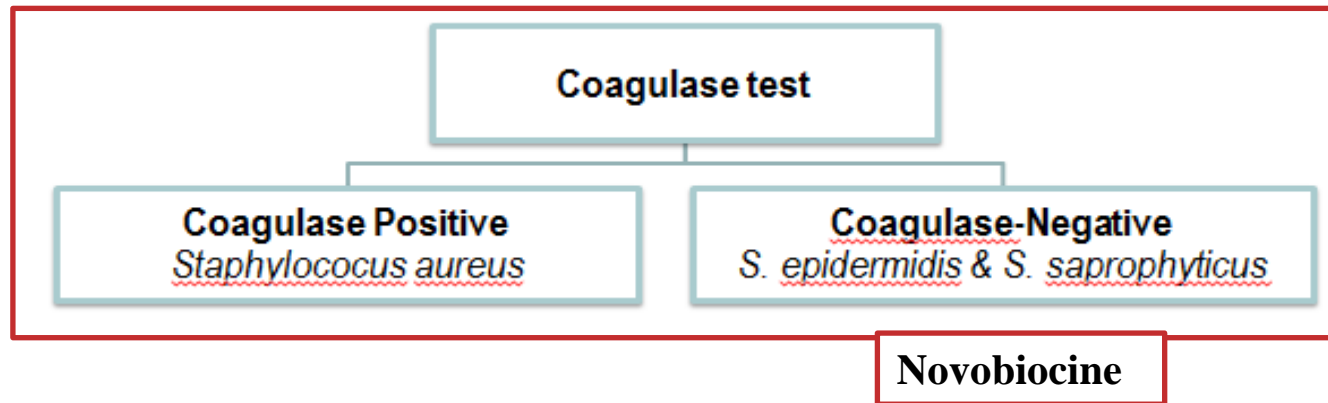 Coagulase test
Coagulase Positive
Staphylococus aureus
Coagulase-Negative
S. epidermidis & S. saprophyticus
Novobiocine